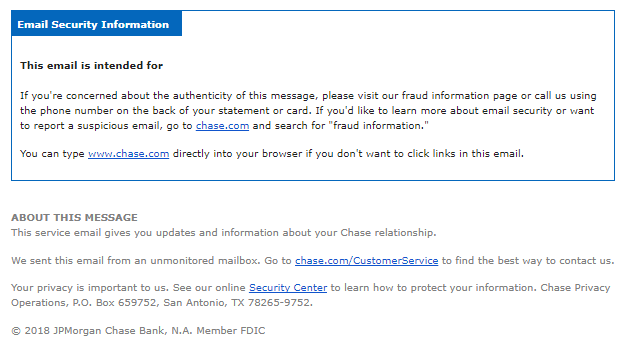 Email Security Information
This email is intended for
If you're concerned about the authenticity of this message, please visit our fraud information page or call us using
the phone number on the back of your statement or card. If you'd like to learn more about email security or want
to report a suspicious email, go to chase.com and search for "fraud information."
You can type www.chase.com directly into your browser if you don't want to click links in this email.
ABOUT THIS MESSAGE
This service email gives you updates and information about your Chase relationship.
We sent this email from an unmonitored mailbox. Go to chase.com/CustomerService to find the best way to contact us.
Your privacy is important to us. See our online Security Center to learn how to protect your information. Chase Privacy
Operations, P.O. Box 659752, San Antonio, TX 78265-9752.
© 2018 JPMorgan Chase Bank, N.A. Member FDIC